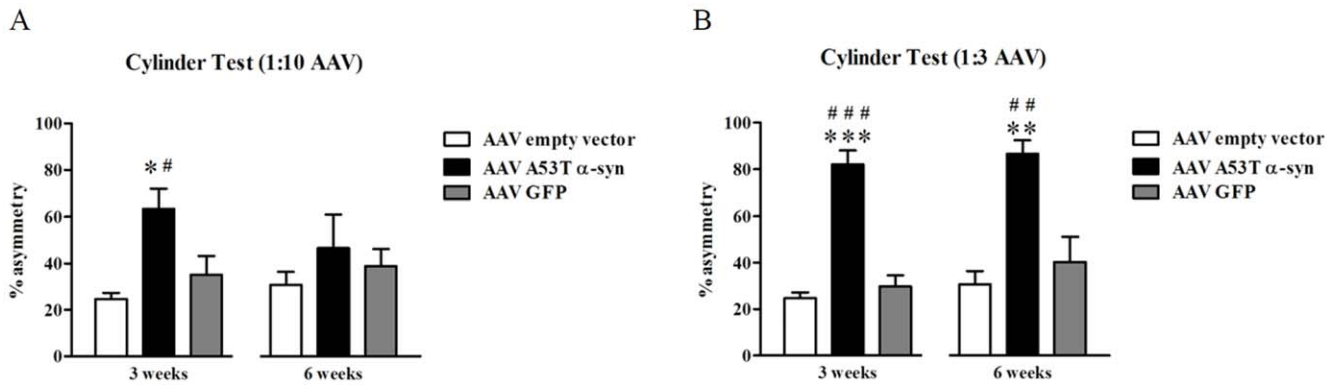 A
Cylinder Test (1:10 AAV)
% asymmetry
100
80
60
40
20
0
* #
3 weeks
6 weeks
AAV empty vector
AAV A53T α-syn
AAV GFP
B
Cylinder Test (1:3 AAV)
% asymmetry
100
80
60
40
20
0
# # #
***
# #
**
3 weeks
6 weeks
AAV empty vector
AAV A53T α-syn
AAV GFP